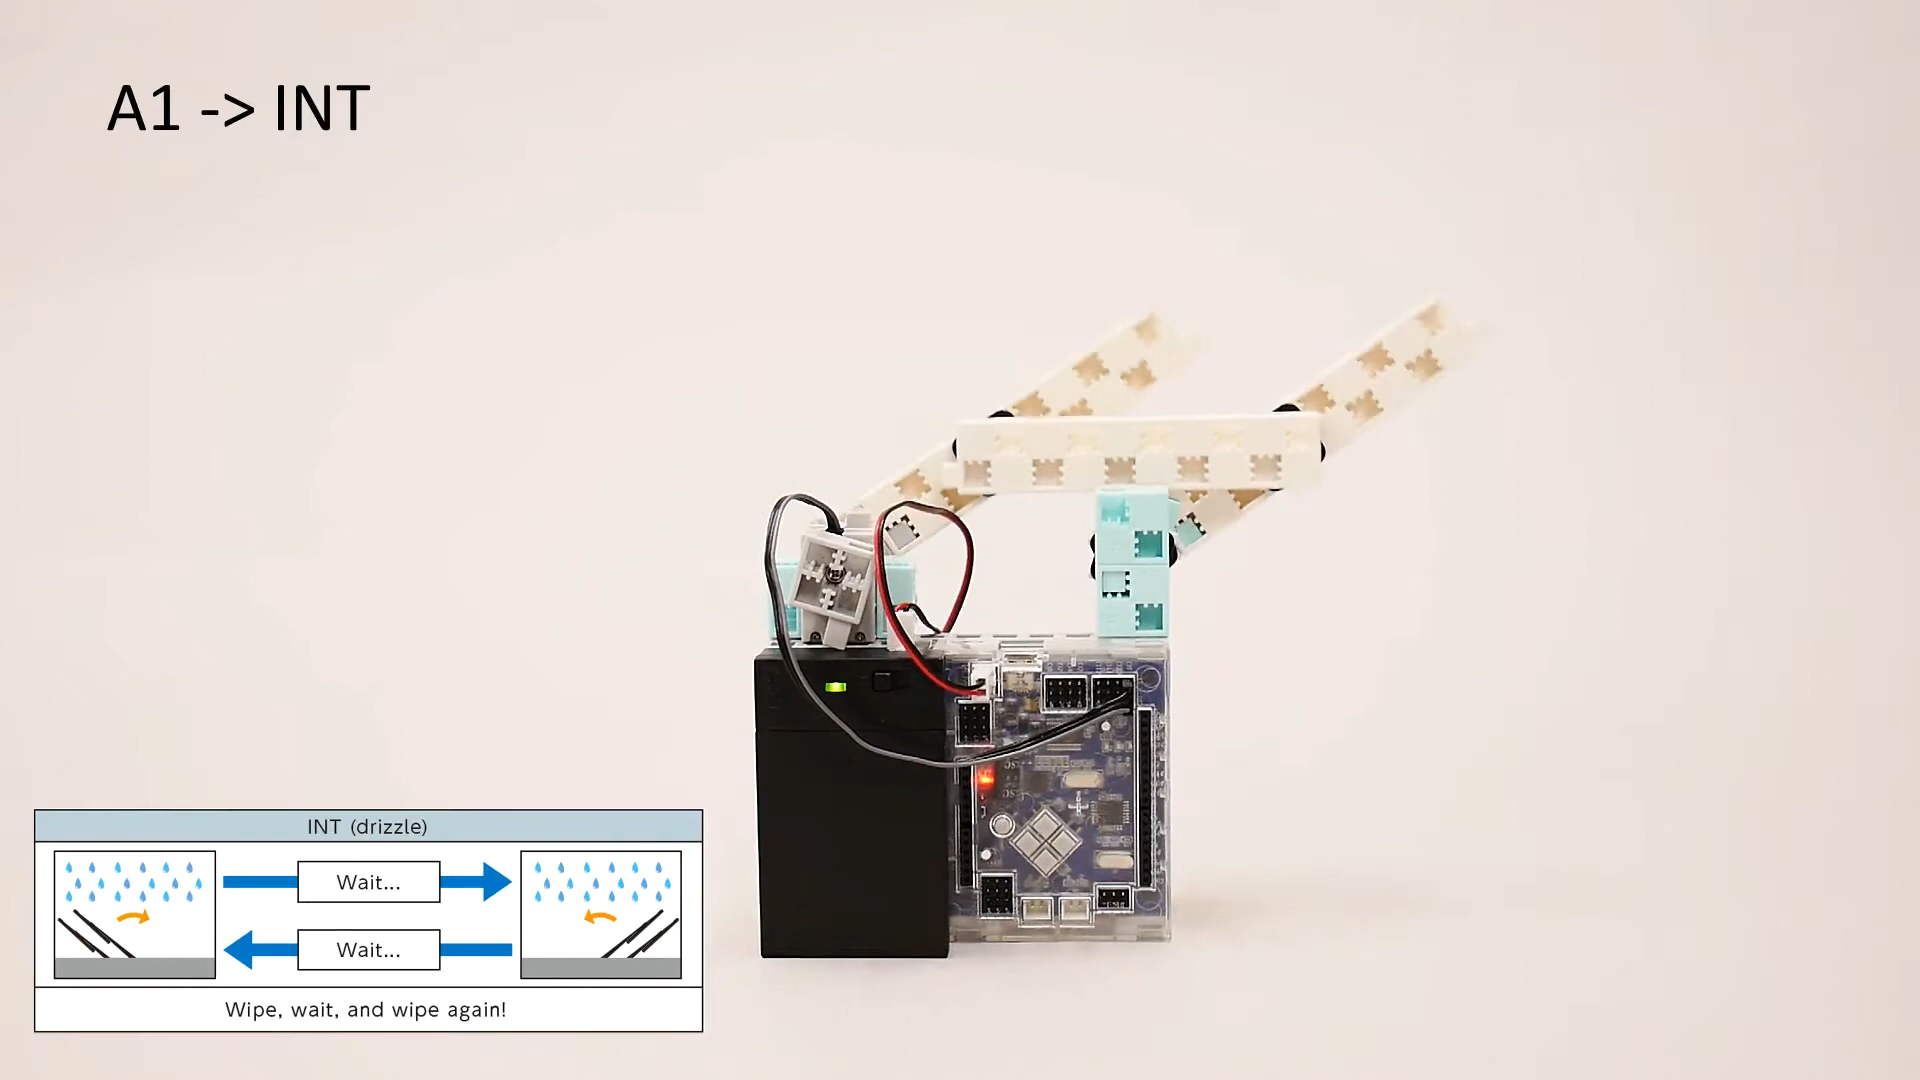 A1 -> INT
INT (drizzle)
Wait...
Wait...
Wipe, wait, and wipe again!